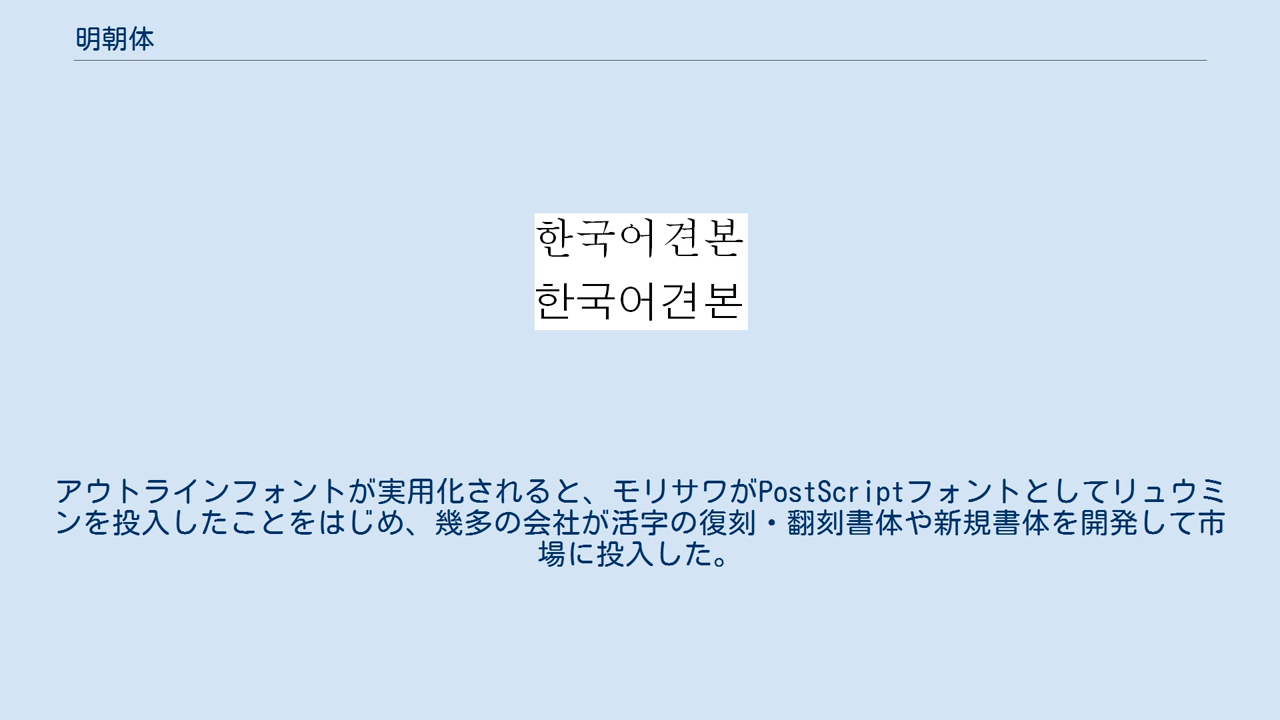 明朝体
한국어견본
한국어견본
アウトラインフォントが実用化されると、モリサワがPostScriptフォントとしてリュウミ
ンを投入したことをはじめ、幾多の会社が活字の復刻・翻刻書体や新規書体を開発して市
場に投入した。